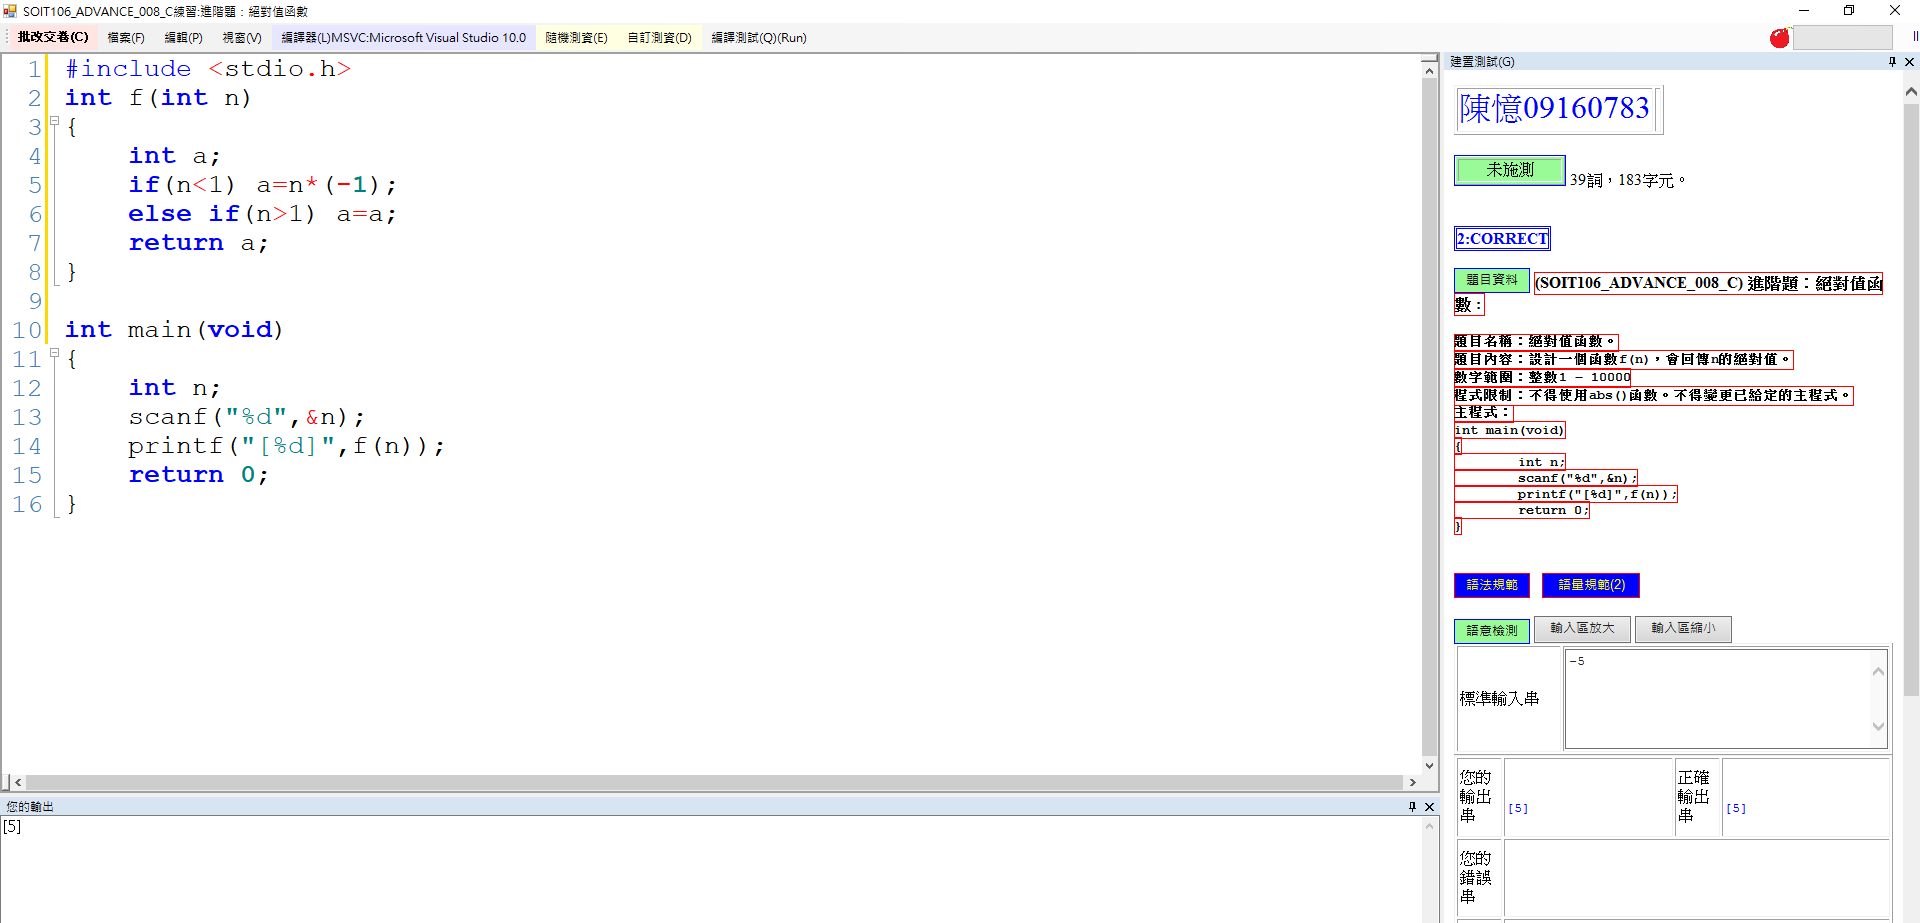 SOIT106_ADVANCE_008_C練習:進階題：絕對值函數
批改交卷(C) 檔案(F) 編輯(P) 視窗(V) 編譯器(L)MSVC:Microsoft Visual Studio 10.0 隨機測資(E) 自訂測資(D) 編譯測試(Q)(Run)
1 #include <stdio.h>
2 int f(int n)
3 {
4 int a;
5 if(n<1) a=n*(-1);
6 else if(n>1) a=a;
7 return a;
8 }
9
10 int main(void)
11 {
12 int n;
13 scanf("%d",&n);
14 printf("[%d]",f(n));
15 return 0;
16 }
您的輸出
[5]
建置測試(G)
陳憶09160783
未施測 39詞，183字元。
2:CORRECT
題目資料 (SOIT106_ADVANCE_008_C) 進階題：絕對值函
數：
題目名稱：絕對值函數。
題目內容：設計一個函數f(n)，會回傳n的絕對值。
數字範圍：整數1 - 10000
程式限制：不得使用abs()函數。不得變更已給定的主程式。
主程式：
int main(void)
{
int n;
scanf("%d",&n);
printf("[%d]",f(n));
return 0;
}
語法規範 語量規範(2)
語意檢測 輸入區放大 輸入區縮小
標準輸入串
-5
您的輸出串 [5] 正確輸出串 [5]
您的錯誤串